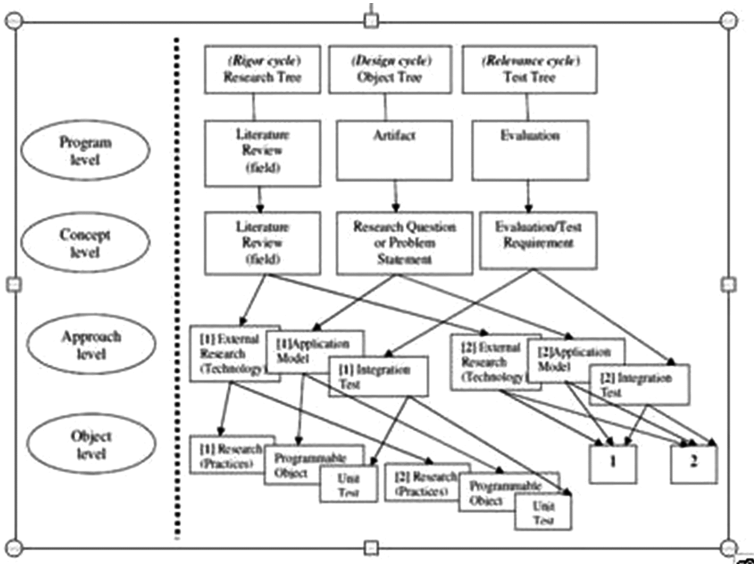 (Rigor cycle)
Research Tree
(Design cycle)
Object Tree
(Relevance cycle)
Test Tree
Program
level
Literature
Review
(field)
Artifact
Evaluation
Concept
level
Literature
Review
(field)
Research Question
or Problem
Statement
Evaluation/Test
Requirement
Approach
level
[1] External
Research
(Technology)
[1]Application
Model
[1] Integration
Test
[2] External
Research
(Technology)
[2]Application
Model
[2] Integration
Test
Object
level
[1] Research
(Practices)
Programmable
Object
Unit
Test
[2] Research
(Practices)
Programmable
Object
Unit
Test
1
2